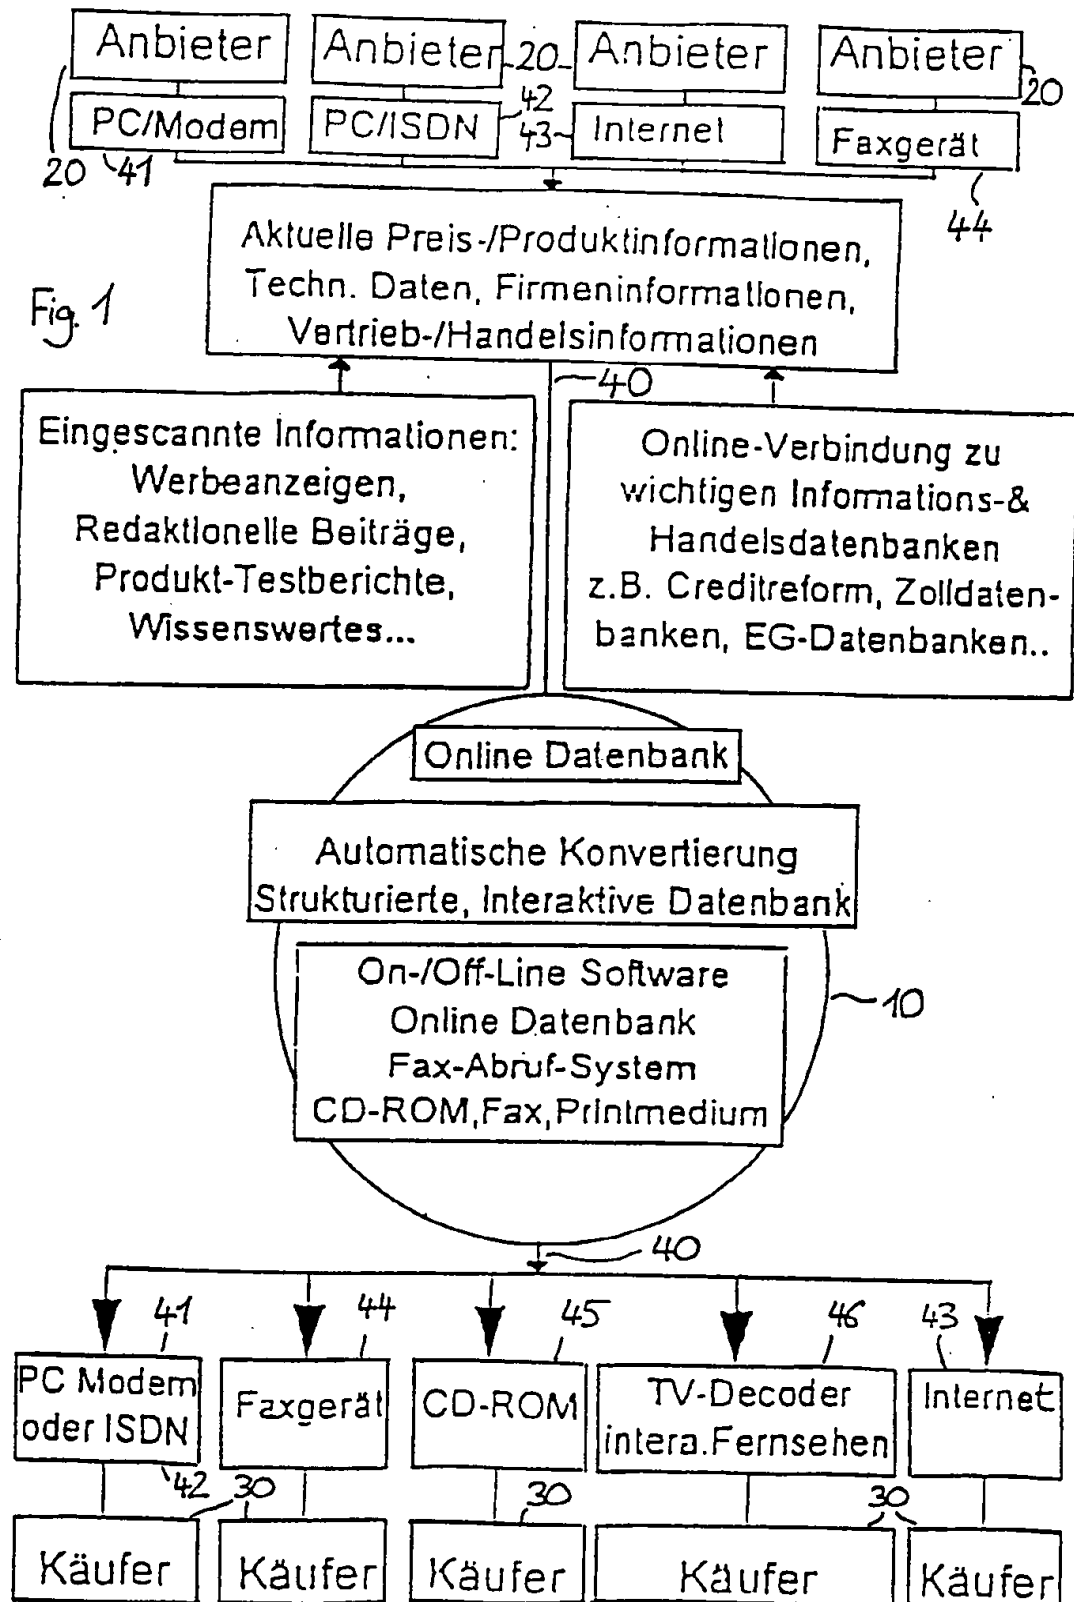 Anbieter Anbieter 20 Anbieter Anbieter 20
PC/Modem PC/ISDN 42 43 Internet Faxgerät
20 41 44
Aktuelle Preis-/Produktinformationen,
Techn. Daten, Firmeninformationen,
Vertrieb-/Handelsinformationen
Fig. 1
40
Eingescannte Informationen:
Werbeanzeigen,
Redaktionelle Beiträge,
Produkt-Testberichte,
Wissenswertes...
Online-Verbindung zu
wichtigen Informations-&
Handelsdatenbanken
z.B. Creditreform, Zolldaten-
banken, EG-Datenbanken..
Online Datenbank
Automatische Konvertierung
Strukturierte, Interaktive Datenbank
On-/Off-Line Software
Online Datenbank
Fax-Abruf-System
CD-ROM,Fax,Printmedium
10
40
41 44 45 46 43
PC Modem
oder ISDN
Faxgerät
CD-ROM
TV-Decoder
intera.Fernsehen
Internet
42 30 30 30
Käufer Käufer Käufer Käufer Käufer